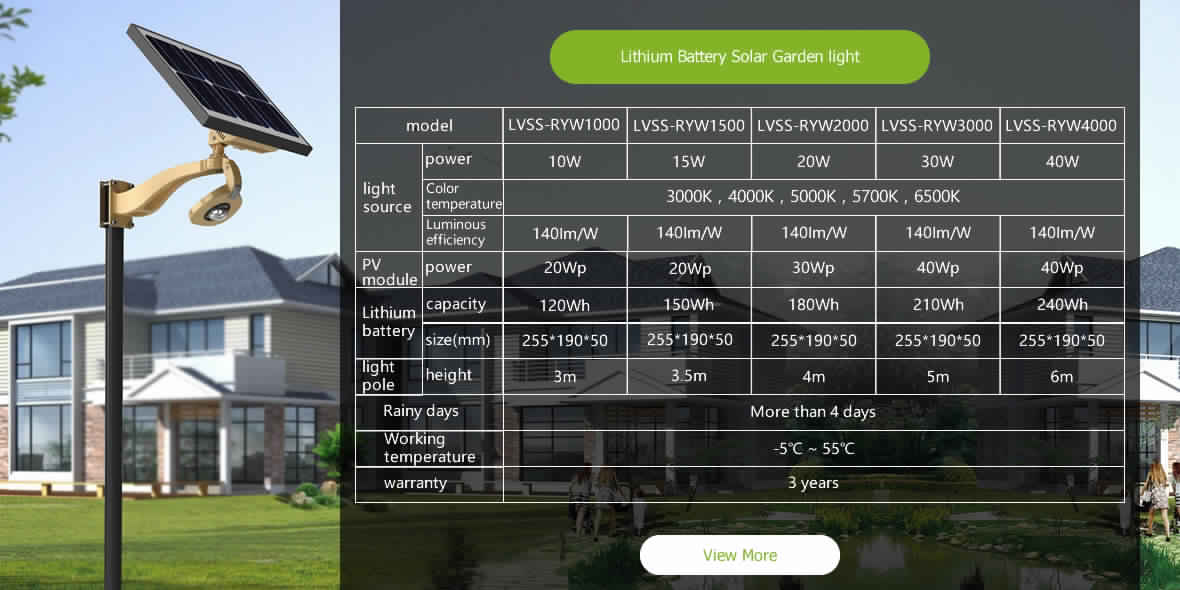 Lithium Battery Solar Garden light
model LVSS-RYW1000 LVSS-RYW1500 LVSS-RYW2000 LVSS-RYW3000 LVSS-RYW4000
light source power 10W 15W 20W 30W 40W
Color temperature 3000K , 4000K , 5000K , 5700K , 6500K
Luminous efficiency 140lm/W 140lm/W 140lm/W 140lm/W 140lm/W
PV module power 20Wp 20Wp 30Wp 40Wp 40Wp
Lithium battery capacity 120Wh 150Wh 180Wh 210Wh 240Wh
size(mm) 255*190*50 255*190*50 255*190*50 255*190*50 255*190*50
light pole height 3m 3.5m 4m 5m 6m
Rainy days More than 4 days
Working temperature -5℃ ~ 55℃
warranty 3 years
View More